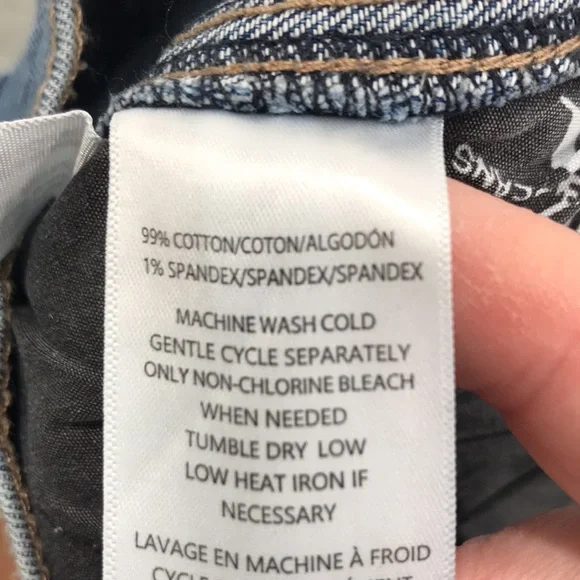 99% COTTON/COTON/ALGODÓN
1% SPANDEX/SPANDEX/SPANDEX
MACHINE WASH COLD
GENTLE CYCLE SEPARATELY
ONLY NON-CHLORINE BLEACH
WHEN NEEDED
TUMBLE DRY LOW
LOW HEAT IRON IF
NECESSARY
LAVAGE EN MACHINE À FROID